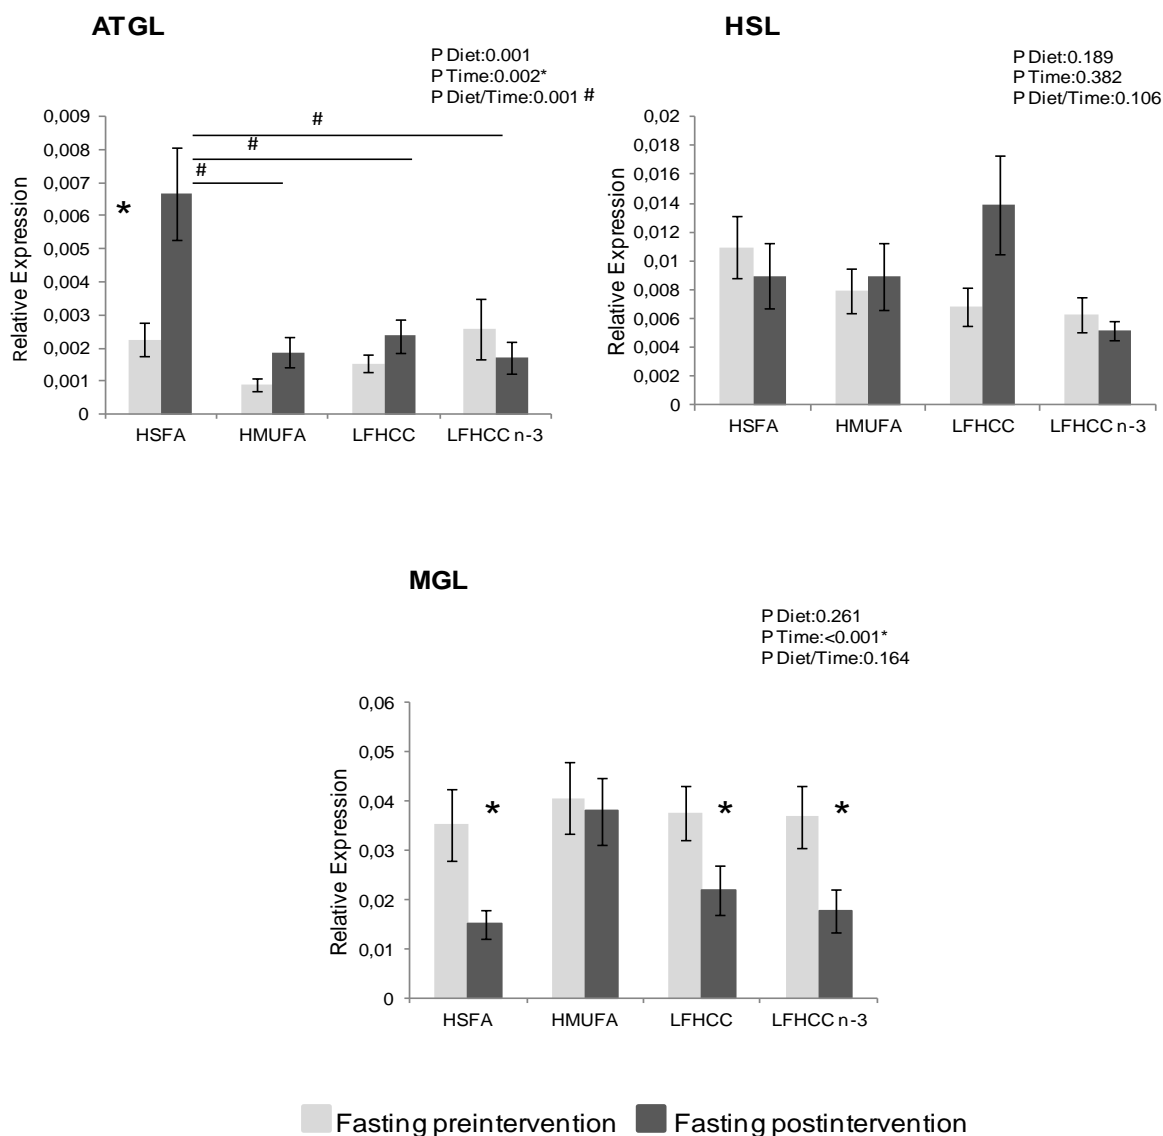 ATGL
P Diet:0.001
P Time:0.002*
P Diet/Time:0.001 #
Relative Expression
0,009
0,008
0,007
0,006
0,005
0,004
0,003
0,002
0,001
0
#
#
#
*
HSFA HMUFA LFHCC LFHCC n-3
HSL
P Diet:0.189
P Time:0.382
P Diet/Time:0.106
Relative Expression
0,02
0,018
0,016
0,014
0,012
0,01
0,008
0,006
0,004
0,002
0
HSFA HMUFA LFHCC LFHCC n-3
MGL
P Diet:0.261
P Time:<0.001*
P Diet/Time:0.164
Relative Expression
0,06
0,05
0,04
0,03
0,02
0,01
0
* * *
HSFA HMUFA LFHCC LFHCC n-3
Fasting preintervention Fasting postintervention